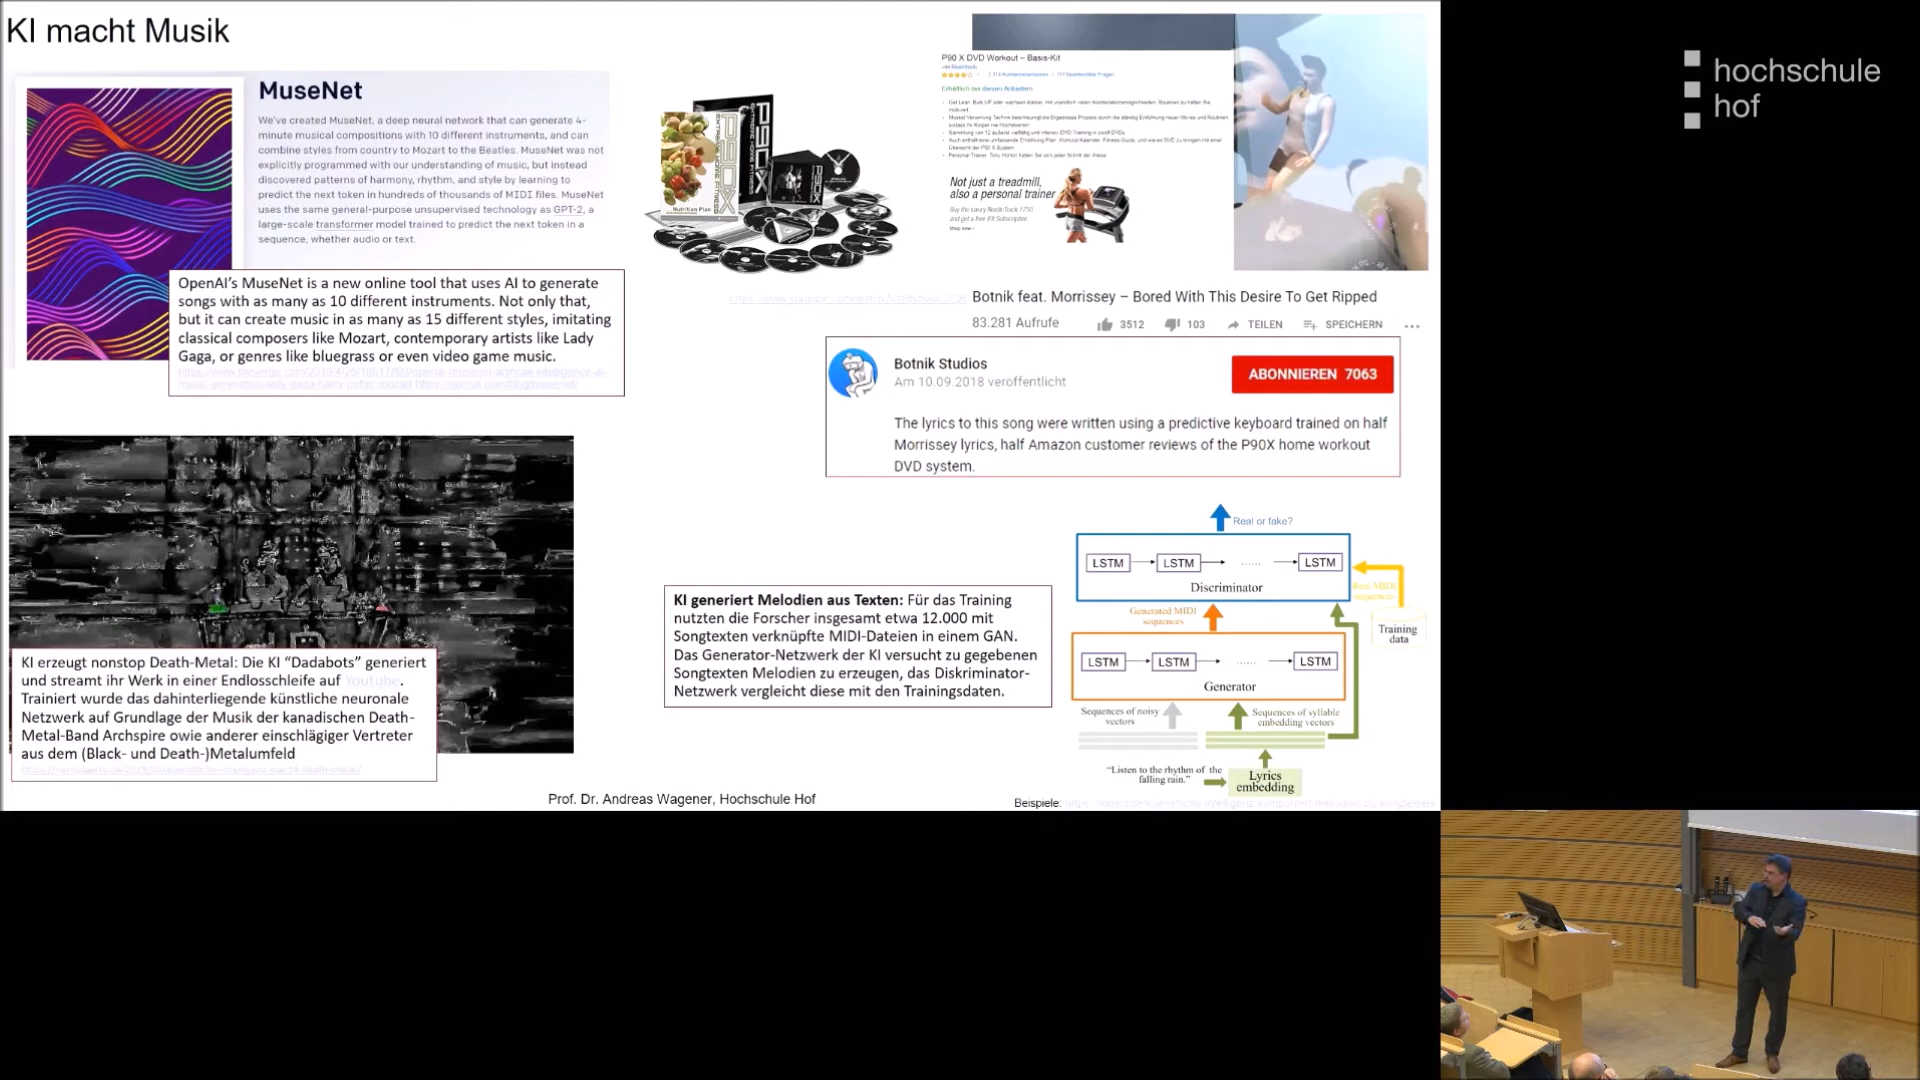 KI macht Musik
MuseNet
We've created MuseNet, a deep neural network that can generate 4-
minute musical compositions with 10 different instruments, and can
combine styles from country to Mozart to the Beatles. MuseNet was not
explicitly programmed with our understanding of music, but instead
discovered patterns of harmony, rhythm, and style by learning to
predict the next token in hundreds of thousands of MIDI files. MuseNet
uses the same general-purpose unsupervised technology as GPT-2, a
large-scale transformer model trained to predict the next token in a
sequence, whether audio or text.
OpenAI's MuseNet is a new online tool that uses AI to generate
songs with as many as 10 different instruments. Not only that,
but it can create music in as many as 15 different styles, imitating
classical composers like Mozart, contemporary artists like Lady
Gaga, or genres like bluegrass or even video game music.
P90X
EXTREME HOME FITNESS
Nutrition Plan
P90 X DVD Workout – Basis-Kit
Erhältlich bei diesen Anbietern
Not just a treadmill,
also a personal trainer
Shop now
Botnik feat. Morrissey – Bored With This Desire To Get Ripped
83.281 Aufrufe
3512
103
TEILEN
SPEICHERN
Botnik Studios
Am 10.09.2018 veröffentlicht
ABONNIEREN 7063
The lyrics to this song were written using a predictive keyboard trained on half
Morrissey lyrics, half Amazon customer reviews of the P90X home workout
DVD system.
KI erzeugt nonstop Death-Metal: Die KI "Dadabots" generiert
und streamt ihr Werk in einer Endlosschleife auf Youtube.
Trainiert wurde das dahinterliegende künstliche neuronale
Netzwerk auf Grundlage der Musik der kanadischen Death-
Metal-Band Archspire owie anderer einschlägiger Vertreter
aus dem (Black- und Death-)Metalumfeld
KI generiert Melodien aus Texten: Für das Training
nutzten die Forscher insgesamt etwa 12.000 mit
Songtexten verknüpfte MIDI-Dateien in einem GAN.
Das Generator-Netzwerk der KI versucht zu gegebenen
Songtexten Melodien zu erzeugen, das Diskriminator-
Netzwerk vergleicht diese mit den Trainingsdaten.
Real or fake?
LSTM LSTM ...... LSTM
Discriminator
Generated MIDI
sequences
Real MIDI
sequences
Training
data
LSTM LSTM ...... LSTM
Generator
Sequences of noisy
vectors
Sequences of syllable
embedding vectors
"Listen to the rhythm of the
falling rain."
Lyrics
embedding
Prof. Dr. Andreas Wagener, Hochschule Hof
Beispiele:
hochschule
hof